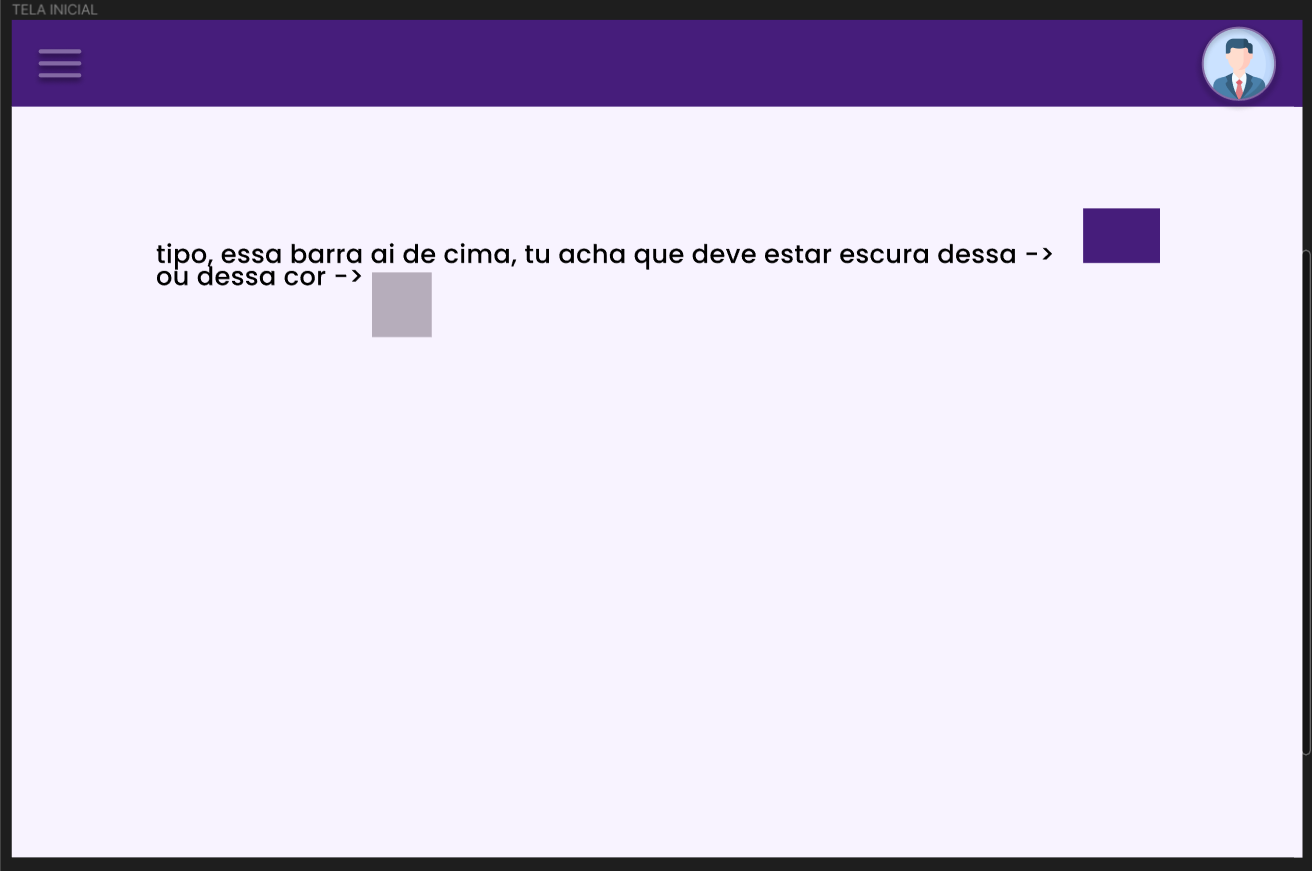 TELA INICIAL
tipo, essa barra ai de cima, tu acha que deve estar escura dessa ->
ou dessa cor ->